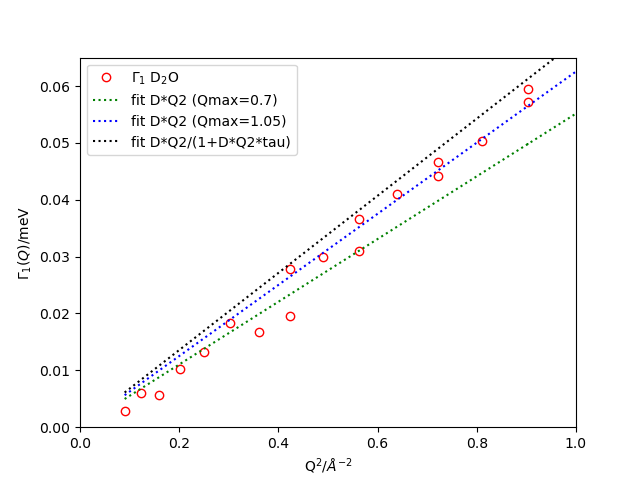 Γ₁ D₂O
fit D*Q2 (Qmax=0.7)
fit D*Q2 (Qmax=1.05)
fit D*Q2/(1+D*Q2*tau)
Γ₁(Q)/meV
0.06
0.05
0.04
0.03
0.02
0.01
0.00
0.0 0.2 0.4 0.6 0.8 1.0
Q²/Å⁻²